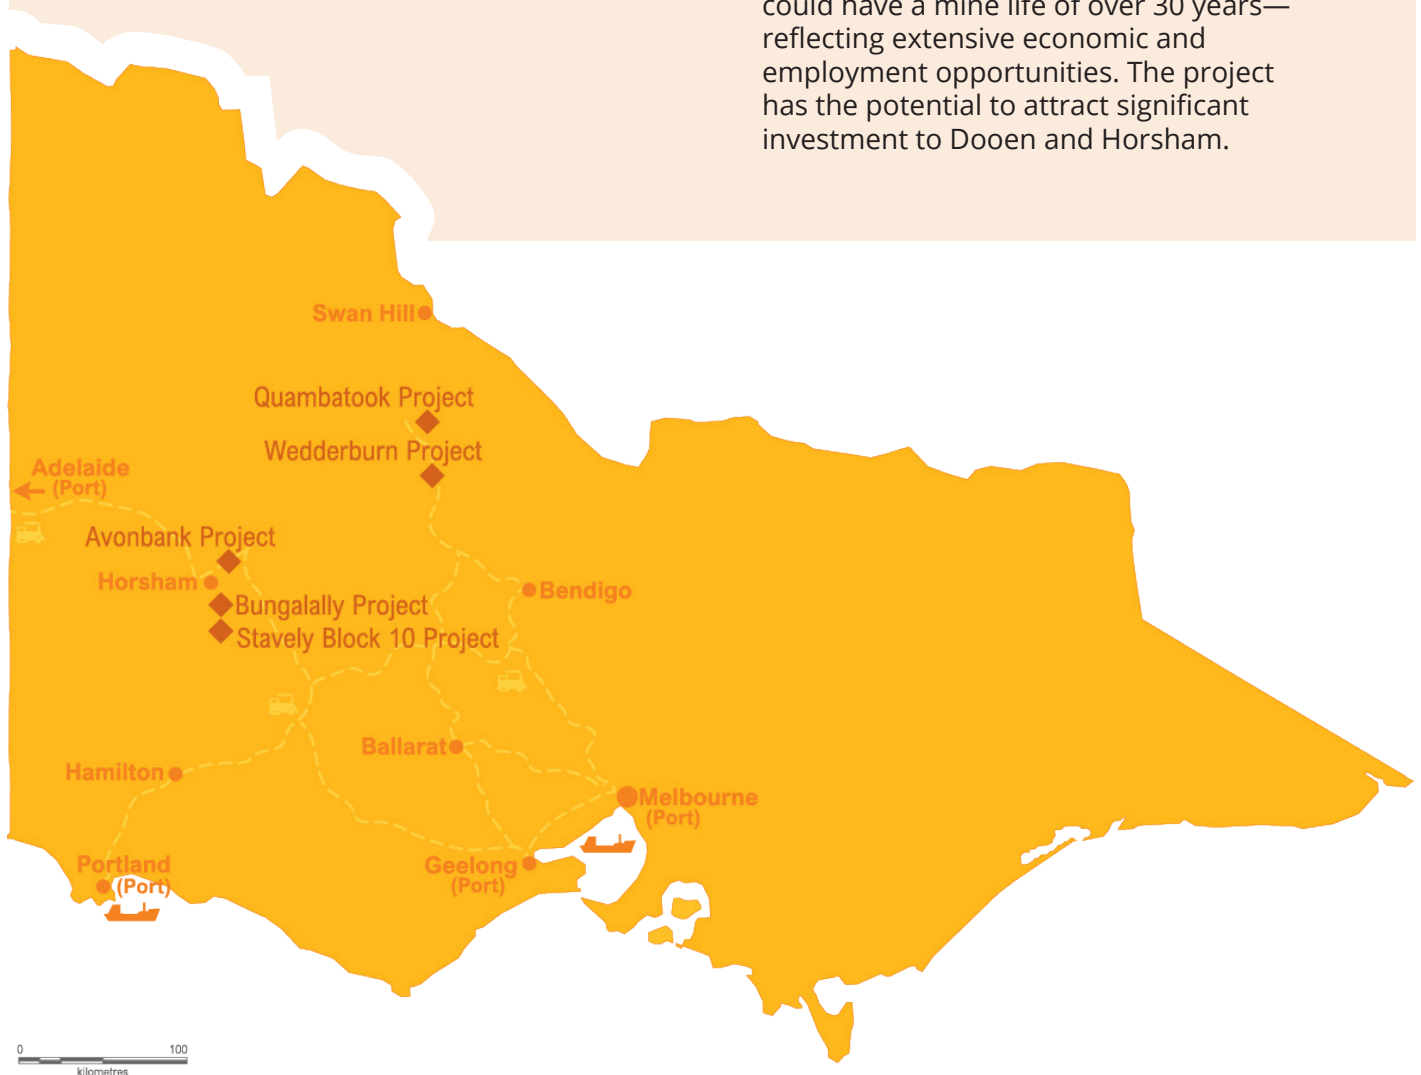 could have a mine life of over 30 years—
reflecting extensive economic and
employment opportunities. The project
has the potential to attract significant
investment to Dooen and Horsham.
Swan Hill
Quambatook Project
Wedderburn Project
Adelaide
(Port)
Avonbank Project
Horsham
Bendigo
Bungalally Project
Stavely Block 10 Project
Ballarat
Hamilton
Melbourne
(Port)
Portland
(Port)
Geelong
(Port)
0 100
kilometres